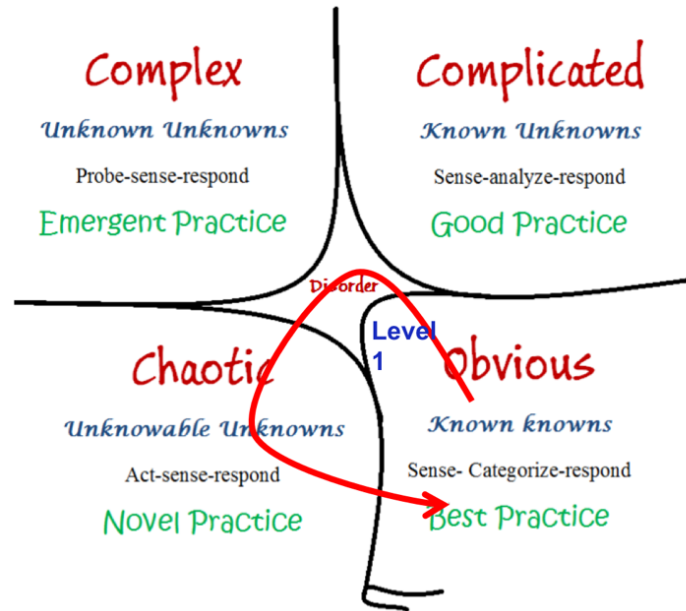 Complex
Unknown Unknowns
Probe-sense-respond
Emergent Practice
Complicated
Known Unknowns
Sense-analyze-respond
Good Practice
Disorder
Level
1
Chaotic
Unknowable Unknowns
Act-sense-respond
Novel Practice
Obvious
Known knowns
Sense- Categorize-respond
Best Practice